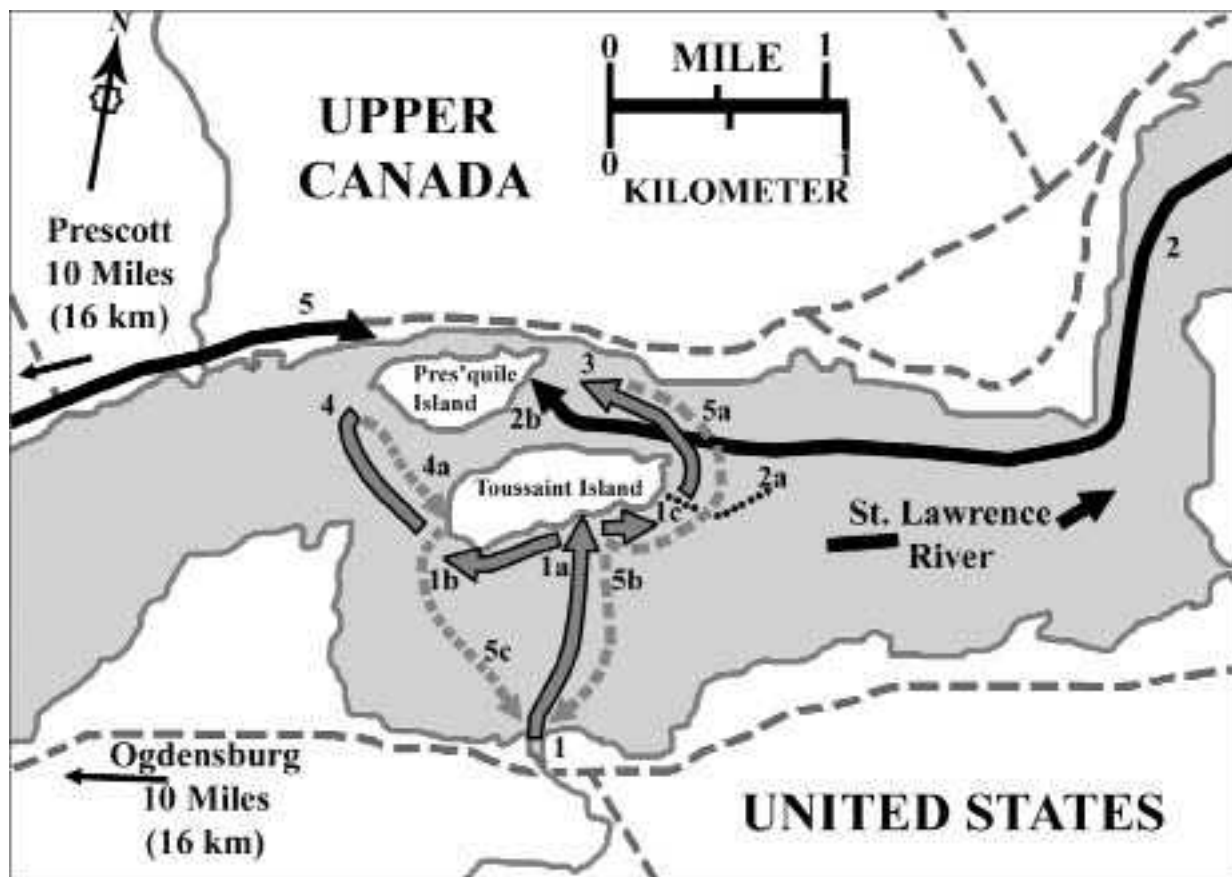 N
0
1
MILE
UPPER
CANADA
0
1
KILOMETER
Prescott
10 Miles
(16 km)
2
5
Pres'quile
Island
3
4
2b
5a
4a
Toussaint Island
2a
1c
St. Lawrence
River
1b
1a
5b
5c
1
Ogdensburg
10 Miles
(16 km)
UNITED STATES